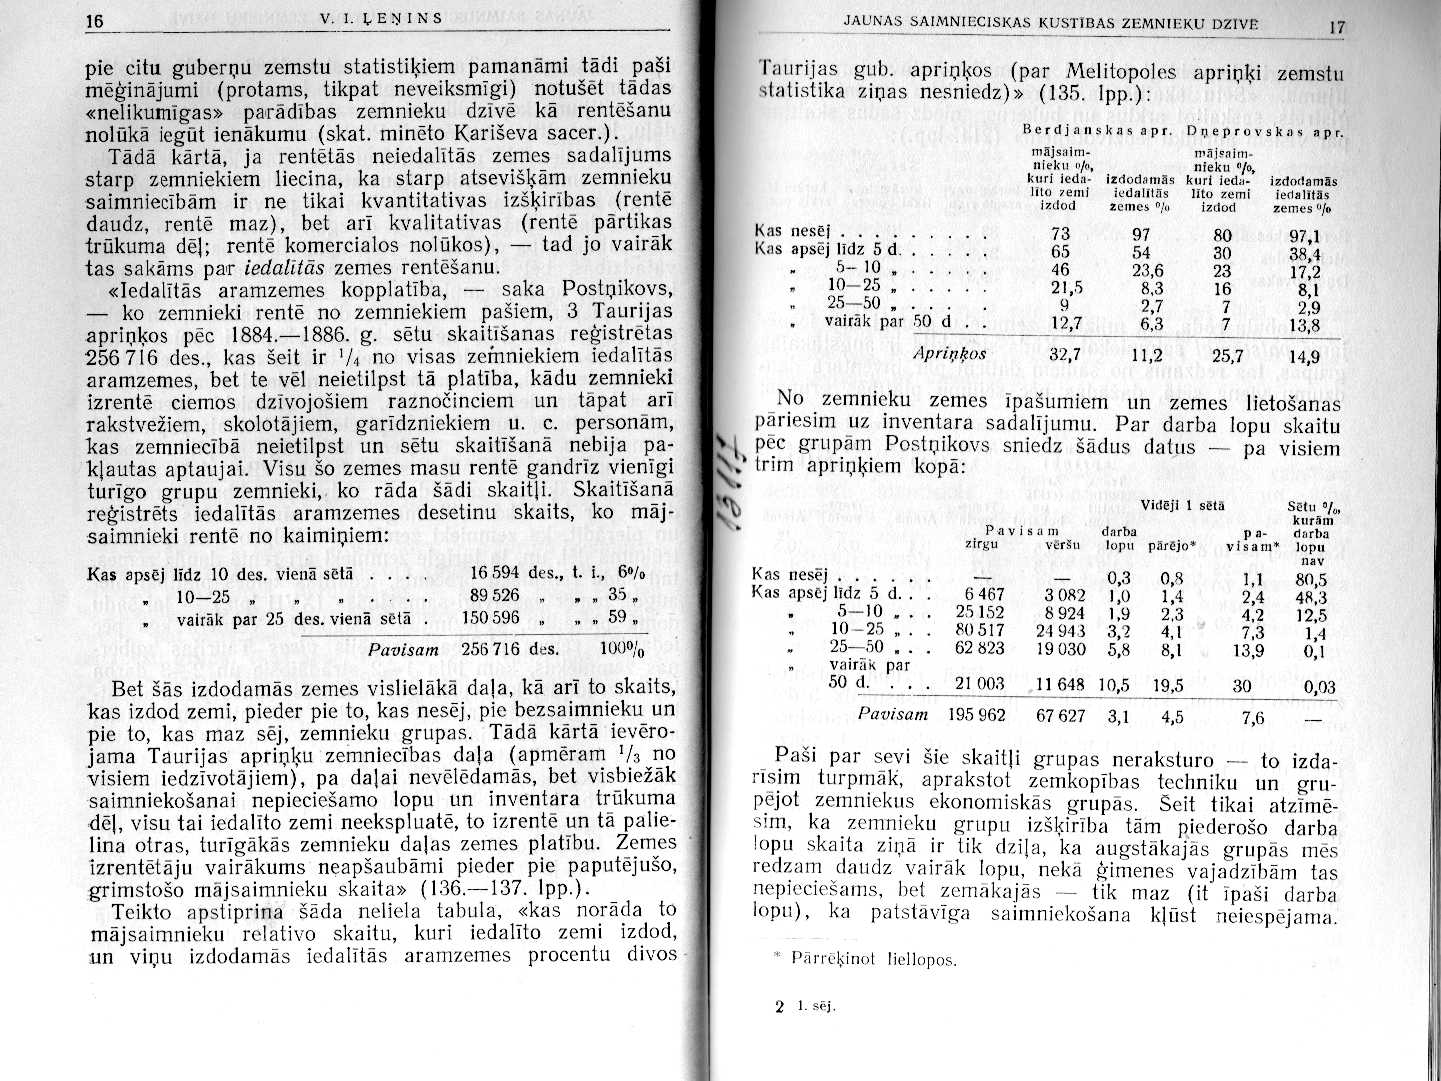 16
V. I. ĻEŅINS
pie citu guberņu zemstu statistiķiem pamanāmi tādi paši
mēģinājumi (protams, tikpat neveiksmīgi) notušēt tādas
«nelikumīgas» parādības zemnieku dzīvē kā rentēšanu
nolūkā iegūt ienākumu (skat. minēto Kariševa sacer.).
Tādā kārtā, ja rentētās neiedalītās zemes sadalījums
starp zemniekiem liecina, ka starp atsevišķām zemnieku
saimniecībām ir ne tikai kvantitatīvas izšķirības (rentē
daudz, rentē maz), bet arī kvalitatīvas (rentē pārtikas
trūkuma dēļ; rentē komerciālos nolūkos), — tad jo vairāk
tas sakāms par iedalītās zemes rentēšanu.
«Iedalītās aramzemes kopplatība, — saka Postņikovs,
— ko zemnieki rentē no zemniekiem pašiem, 3 Taurijas
apriņķos pēc 1884.—1886. g. sētu skaitīšanas reģistrētas
256 716 des., kas šeit ir 1/4 no visas zemniekiem iedalītās
aramzemes, bet te vēl neietilpst tā platība, kādu zemnieki
izrentē ciemos dzīvojošiem raznočinciem un tāpat arī
rakstvežiem, skolotājiem, garīdzniekiem u. c. personām,
kas zemniecībā neietilpst un sētu skaitīšanā nebija pa-
kļautas aptaujai. Visu šo zemes masu rentē gandrīz vienīgi
turīgo grupu zemnieki, ko rāda šādi skaitļi. Skaitīšanā
reģistrēts iedalītās aramzemes desetinu skaits, ko māj-
saimnieki rentē no kaimiņiem:
Kas apsēj līdz 10 des. vienā sētā . . . . 16 594 des., t. i., 6%
„ 10—25 „ „ „ . . . . 89 526 „ „ „ 35 „
„ vairāk par 25 des. vienā sētā . 150 596 „ „ „ 59 „
Pavisam 256 716 des. 100%
Bet šās izdodamās zemes vislielākā daļa, kā arī to skaits,
kas izdod zemi, pieder pie to, kas nesēj, pie bezsaimnieku un
pie to, kas maz sēj, zemnieku grupas. Tādā kārtā ievēro-
jama Taurijas apriņķu zemniecības daļa (apmēram 1/3 no
visiem iedzīvotājiem), pa daļai nevēlēdamās, bet visbiežāk
saimniekošanai nepieciešamo lopu un inventara trūkuma
dēļ, visu tai iedalīto zemi neekspluatē, to izrentē un tā palie-
lina otras, turīgākās zemnieku daļas zemes platību. Zemes
izrentētāju vairākums neapšaubāmi pieder pie paputējušo,
grimstošo mājsaimnieku skaita» (136.—137. lpp.).
Teikto apstiprina šāda neliela tabula, «kas norāda to
mājsaimnieku relatīvo skaitu, kuri iedalīto zemi izdod,
un viņu izdodamās iedalītās aramzemes procentu divos
JAUNAS SAIMNIECISKAS KUSTĪBAS ZEMNIEKU DZĪVĒ
17
Taurijas gub. apriņķos (par Melitopoles apriņķi zemstu
statistika ziņas nesniedz)» (135. lpp.):
Berdjanskas apr. Dņeprovskas apr.
mājsaim- mājsaim-
nieku %, nieku %,
kuri ieda- izdodamās kuri ieda- izdodamās
līto zemi iedalītās līto zemi iedalītās
izdod zemes % izdod zemes %
Kas nesēj . . . . . . . . . 73 97 80 97,1
Kas apsēj līdz 5 d. . . . . . 65 54 30 38,4
„ 5—10 „ . . . . . 46 23,6 23 17,2
„ 10—25 „ . . . . . 21,5 8,3 16 8,1
„ 25—50 „ . . . . . 9 2,7 7 2,9
„ vairāk par 50 d . . 12,7 6,3 7 13,8
Apriņķos 32,7 11,2 25,7 14,9
No zemnieku zemes īpašumiem un zemes lietošanas
pāriesim uz inventara sadalījumu. Par darba lopu skaitu
pēc grupām Postņikovs sniedz šādus datus — pa visiem
trim apriņķiem kopā:
Vidēji 1 sētā Sētu %,
kurām
Pavisam darba pa- darba
zirgu vēršu lopu pārējo* visam* lopu
nav
Kas nesēj . . . . . . — — 0,3 0,8 1,1 80,5
Kas apsēj līdz 5 d. . . 6 467 3 082 1,0 1,4 2,4 48,3
„ 5—10 „ . . 25 152 8 924 1,9 2,3 4,2 12,5
„ 10—25 „ . . 80 517 24 943 3,2 4,1 7,3 1,4
„ 25—50 „ . . 62 823 19 030 5,8 8,1 13,9 0,1
„ vairāk par
50 d. . . . 21 003 11 648 10,5 19,5 30 0,03
Pavisam 195 962 67 627 3,1 4,5 7,6 —
Paši par sevi šie skaitļi grupas neraksturo — to izda-
rīsim turpmāk, aprakstot zemkopības techniku un gru-
pējot zemniekus ekonomiskās grupās. Šeit tikai atzīmē-
sim, ka zemnieku grupu izšķirība tām piederošo darba
lopu skaita ziņā ir tik dziļa, ka augstākajās grupās mēs
redzam daudz vairāk lopu, nekā ģimenes vajadzībām tas
nepieciešams, bet zemākajās — tik maz (it īpaši darba
lopu), ka patstāvīga saimniekošana kļūst neiespējama.
* Pārrēķinot liellopos.
2 1. sēj.